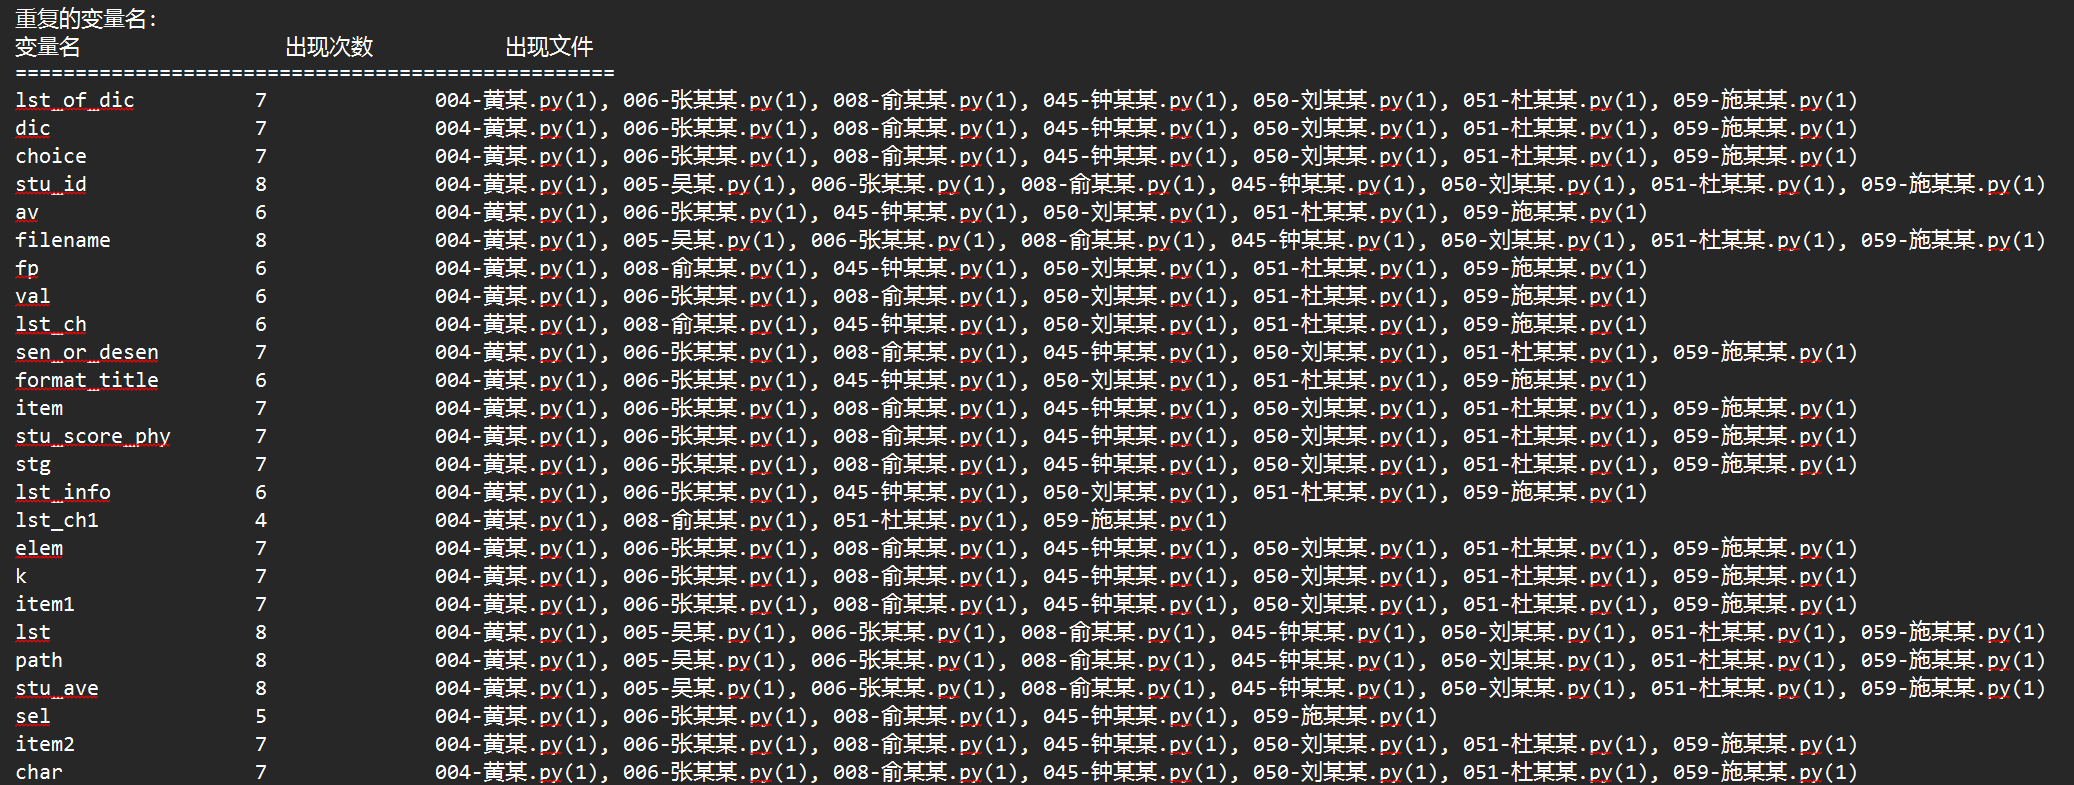 重复的变量名:
变量名 出现次数 出现文件
==================================================
lst_of_dic 7 004-黄某.py(1), 006-张某某.py(1), 008-俞某某.py(1), 045-钟某某.py(1), 050-刘某某.py(1), 051-杜某某.py(1), 059-施某某.py(1)
dic 7 004-黄某.py(1), 006-张某某.py(1), 008-俞某某.py(1), 045-钟某某.py(1), 050-刘某某.py(1), 051-杜某某.py(1), 059-施某某.py(1)
choice 7 004-黄某.py(1), 006-张某某.py(1), 008-俞某某.py(1), 045-钟某某.py(1), 050-刘某某.py(1), 051-杜某某.py(1), 059-施某某.py(1)
stu_id 8 004-黄某.py(1), 005-吴某.py(1), 006-张某某.py(1), 008-俞某某.py(1), 045-钟某某.py(1), 050-刘某某.py(1), 051-杜某某.py(1), 059-施某某.py(1)
av 6 004-黄某.py(1), 006-张某某.py(1), 045-钟某某.py(1), 050-刘某某.py(1), 051-杜某某.py(1), 059-施某某.py(1)
filename 8 004-黄某.py(1), 005-吴某.py(1), 006-张某某.py(1), 008-俞某某.py(1), 045-钟某某.py(1), 050-刘某某.py(1), 051-杜某某.py(1), 059-施某某.py(1)
fp 6 004-黄某.py(1), 008-俞某某.py(1), 045-钟某某.py(1), 050-刘某某.py(1), 051-杜某某.py(1), 059-施某某.py(1)
val 6 004-黄某.py(1), 006-张某某.py(1), 008-俞某某.py(1), 050-刘某某.py(1), 051-杜某某.py(1), 059-施某某.py(1)
lst_ch 6 004-黄某.py(1), 008-俞某某.py(1), 045-钟某某.py(1), 050-刘某某.py(1), 051-杜某某.py(1), 059-施某某.py(1)
sen_or_desen 7 004-黄某.py(1), 006-张某某.py(1), 008-俞某某.py(1), 045-钟某某.py(1), 050-刘某某.py(1), 051-杜某某.py(1), 059-施某某.py(1)
format_title 6 004-黄某.py(1), 006-张某某.py(1), 045-钟某某.py(1), 050-刘某某.py(1), 051-杜某某.py(1), 059-施某某.py(1)
item 7 004-黄某.py(1), 006-张某某.py(1), 008-俞某某.py(1), 045-钟某某.py(1), 050-刘某某.py(1), 051-杜某某.py(1), 059-施某某.py(1)
stu_score_phy 7 004-黄某.py(1), 006-张某某.py(1), 008-俞某某.py(1), 045-钟某某.py(1), 050-刘某某.py(1), 051-杜某某.py(1), 059-施某某.py(1)
stg 7 004-黄某.py(1), 006-张某某.py(1), 008-俞某某.py(1), 045-钟某某.py(1), 050-刘某某.py(1), 051-杜某某.py(1), 059-施某某.py(1)
lst_info 6 004-黄某.py(1), 006-张某某.py(1), 045-钟某某.py(1), 050-刘某某.py(1), 051-杜某某.py(1), 059-施某某.py(1)
lst_ch1 4 004-黄某.py(1), 008-俞某某.py(1), 051-杜某某.py(1), 059-施某某.py(1)
elem 7 004-黄某.py(1), 006-张某某.py(1), 008-俞某某.py(1), 045-钟某某.py(1), 050-刘某某.py(1), 051-杜某某.py(1), 059-施某某.py(1)
k 7 004-黄某.py(1), 006-张某某.py(1), 008-俞某某.py(1), 045-钟某某.py(1), 050-刘某某.py(1), 051-杜某某.py(1), 059-施某某.py(1)
item1 7 004-黄某.py(1), 006-张某某.py(1), 008-俞某某.py(1), 045-钟某某.py(1), 050-刘某某.py(1), 051-杜某某.py(1), 059-施某某.py(1)
lst 8 004-黄某.py(1), 005-吴某.py(1), 006-张某某.py(1), 008-俞某某.py(1), 045-钟某某.py(1), 050-刘某某.py(1), 051-杜某某.py(1), 059-施某某.py(1)
path 8 004-黄某.py(1), 005-吴某.py(1), 006-张某某.py(1), 008-俞某某.py(1), 045-钟某某.py(1), 050-刘某某.py(1), 051-杜某某.py(1), 059-施某某.py(1)
stu_ave 8 004-黄某.py(1), 005-吴某.py(1), 006-张某某.py(1), 008-俞某某.py(1), 045-钟某某.py(1), 050-刘某某.py(1), 051-杜某某.py(1), 059-施某某.py(1)
sel 5 004-黄某.py(1), 006-张某某.py(1), 008-俞某某.py(1), 045-钟某某.py(1), 059-施某某.py(1)
item2 7 004-黄某.py(1), 006-张某某.py(1), 008-俞某某.py(1), 045-钟某某.py(1), 050-刘某某.py(1), 051-杜某某.py(1), 059-施某某.py(1)
char 7 004-黄某.py(1), 006-张某某.py(1), 008-俞某某.py(1), 045-钟某某.py(1), 050-刘某某.py(1), 051-杜某某.py(1), 059-施某某.py(1)